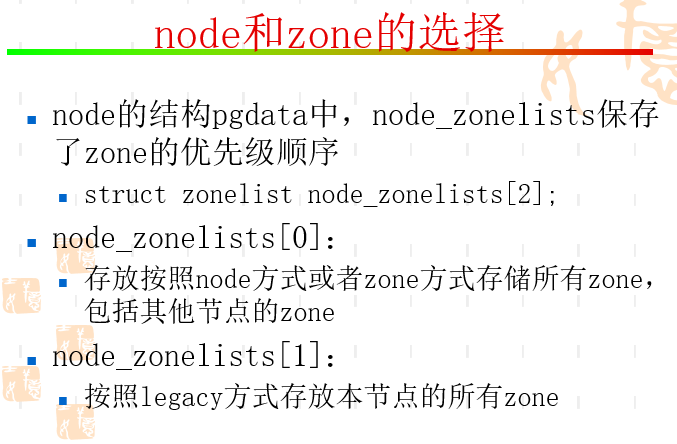 node和zone的选择
node的结构pgdata中，node_zonelists保存
了zone的优先级顺序
struct zonelist node_zonelists[2];
node_zonelists[0]：
存放按照node方式或者zone方式存储所有zone，
包括其他节点的zone
node_zonelists[1]：
按照legacy方式存放本节点的所有zone